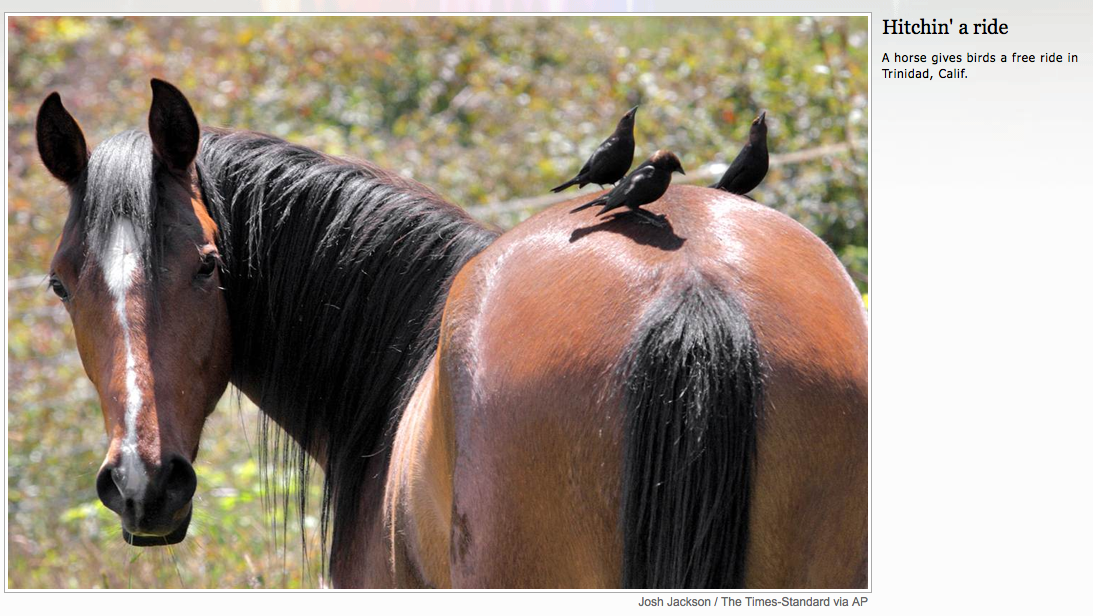 Hitchin' a ride
A horse gives birds a free ride in
Trinidad, Calif.
Josh Jackson / The Times-Standard via AP